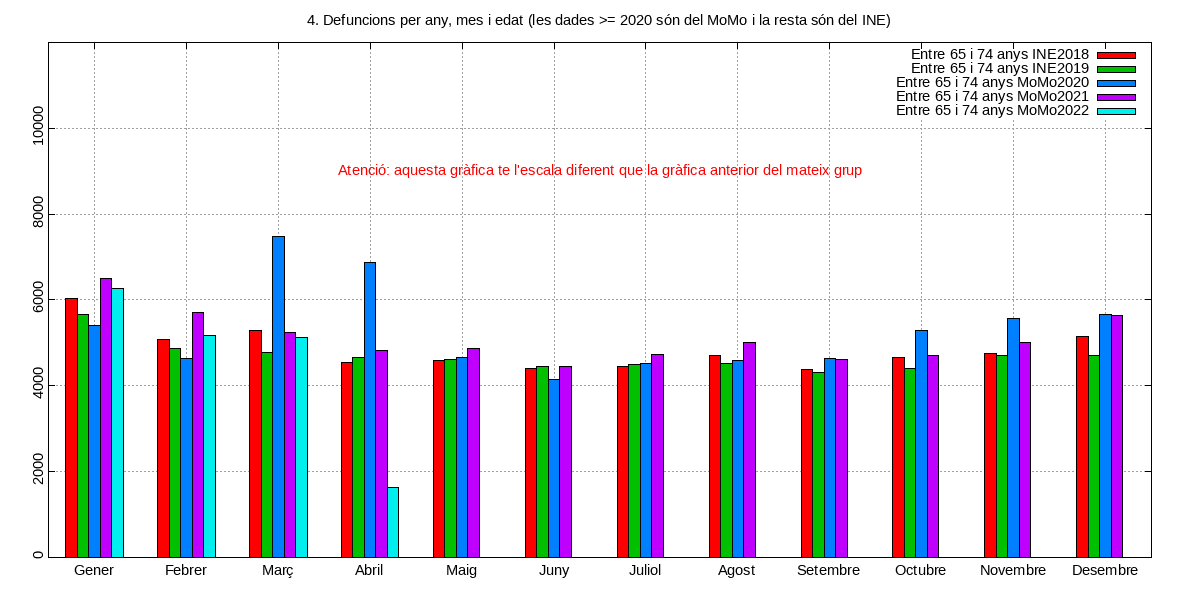 4. Defuncions per any, mes i edat (les dades >= 2020 són del MoMo i la resta són del INE)
Entre 65 i 74 anys INE2018
Entre 65 i 74 anys INE2019
Entre 65 i 74 anys MoMo2020
Entre 65 i 74 anys MoMo2021
Entre 65 i 74 anys MoMo2022
Atenció: aquesta gràfica te l'escala diferent que la gràfica anterior del mateix grup
10000
8000
6000
4000
2000
0
Gener Febrer Març Abril Maig Juny Juliol Agost Setembre Octubre Novembre Desembre